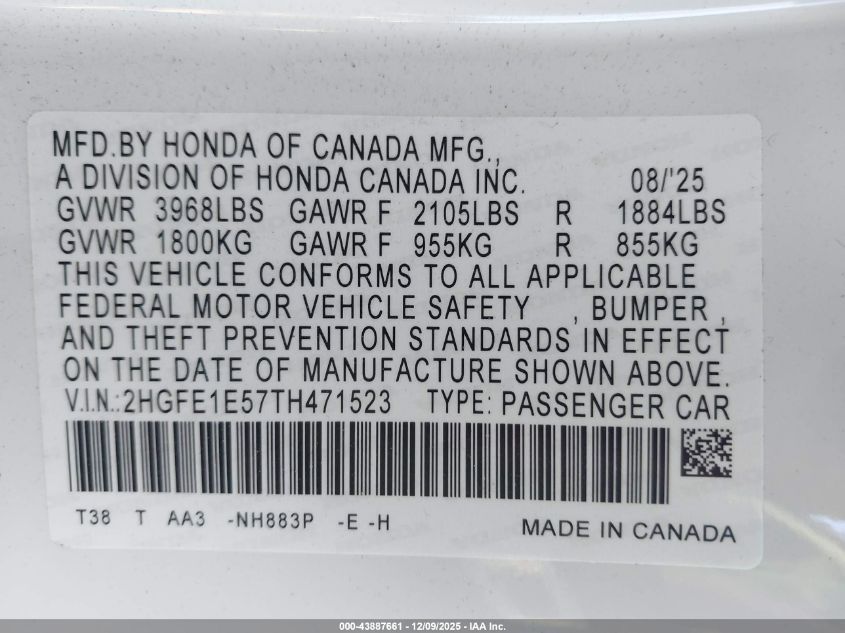 MFD.BY HONDA OF CANADA MFG.,
A DIVISION OF HONDA CANADA INC. 08/'25
GVWR 3968LBS GAWR F 2105LBS R 1884LBS
GVWR 1800KG GAWR F 955KG R 855KG
THIS VEHICLE CONFORMS TO ALL APPLICABLE
FEDERAL MOTOR VEHICLE SAFETY , BUMPER ,
AND THEFT PREVENTION STANDARDS IN EFFECT
ON THE DATE OF MANUFACTURE SHOWN ABOVE.
V.I.N.:2HGFE1E57TH471523 TYPE: PASSENGER CAR
T38 T AA3 -NH883P -E -H MADE IN CANADA
000-43887661 - 12/09/2025 - IAA Inc.